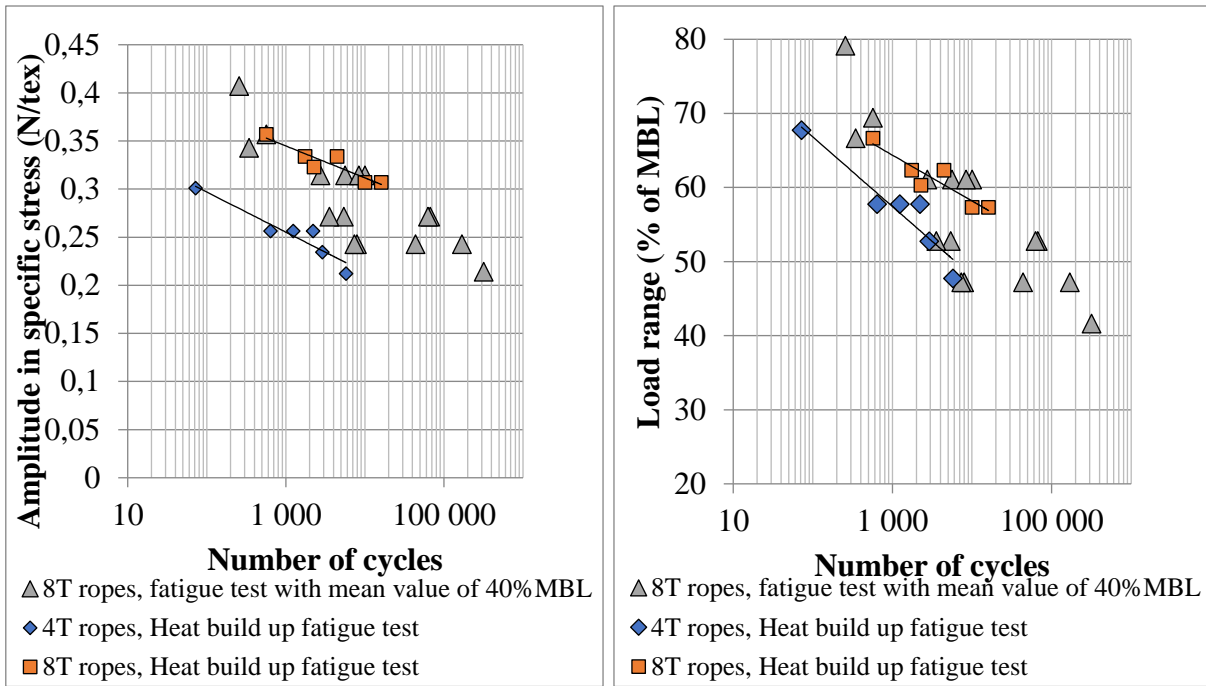 Amplitude in specific stress (N/tex)
0,45
0,4
0,35
0,3
0,25
0,2
0,15
0,1
0,05
0
10
1 000
100 000
Number of cycles
8T ropes, fatigue test with mean value of 40%MBL
4T ropes, Heat build up fatigue test
8T ropes, Heat build up fatigue test
Load range (% of MBL)
80
70
60
50
40
30
20
10
1 000
100 000
Number of cycles
8T ropes, fatigue test with mean value of 40%MBL
4T ropes, Heat build up fatigue test
8T ropes, Heat build up fatigue test